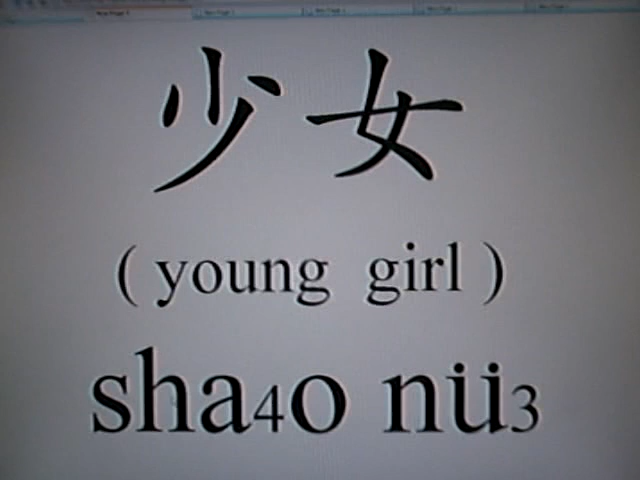 少女
( young girl )
sha4o nü3